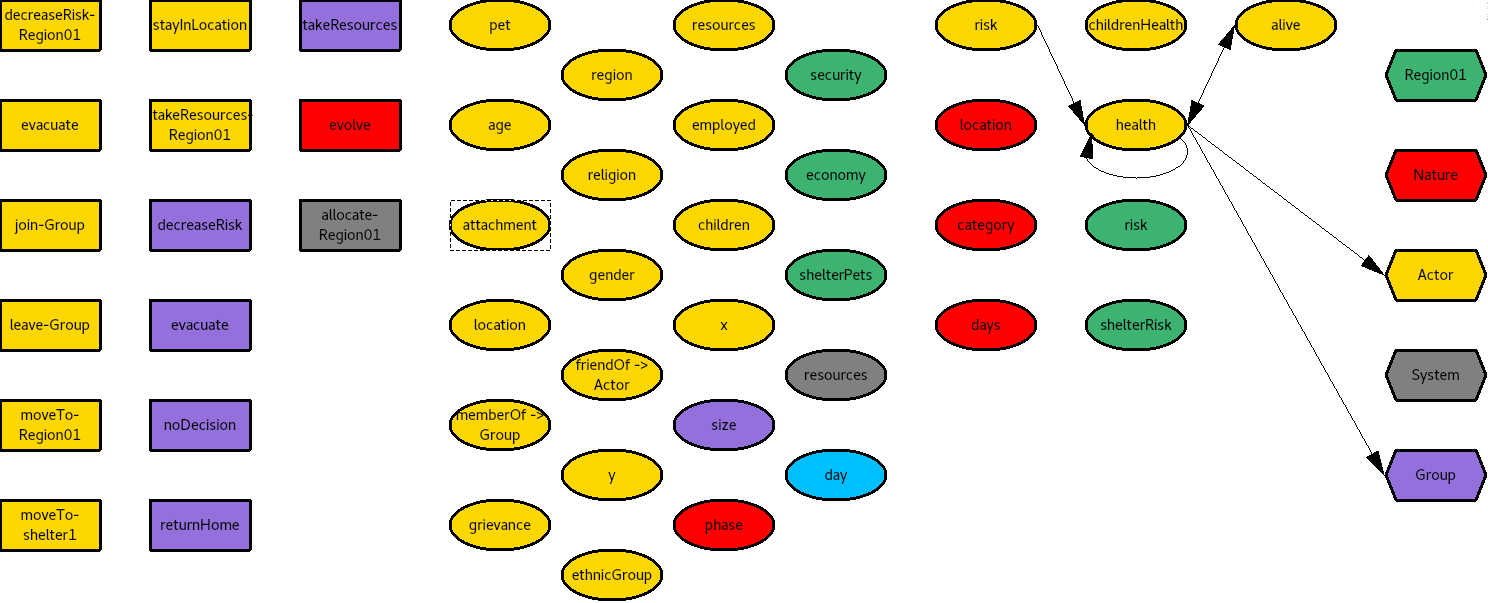 decreaseRisk-
Region01
stayInLocation
takeResources
evacuate
takeResources-
Region01
evolve
join-Group
decreaseRisk
allocate-
Region01
leave-Group
evacuate
moveTo-
Region01
noDecision
moveTo-
shelter1
returnHome
pet
resources
region
security
age
employed
religion
economy
attachment
children
gender
shelterPets
location
x
friendOf ->
Actor
resources
memberOf ->
Group
size
y
day
grievance
phase
ethnicGroup
risk
childrenHealth
alive
location
health
category
risk
days
shelterRisk
Region01
Nature
Actor
System
Group